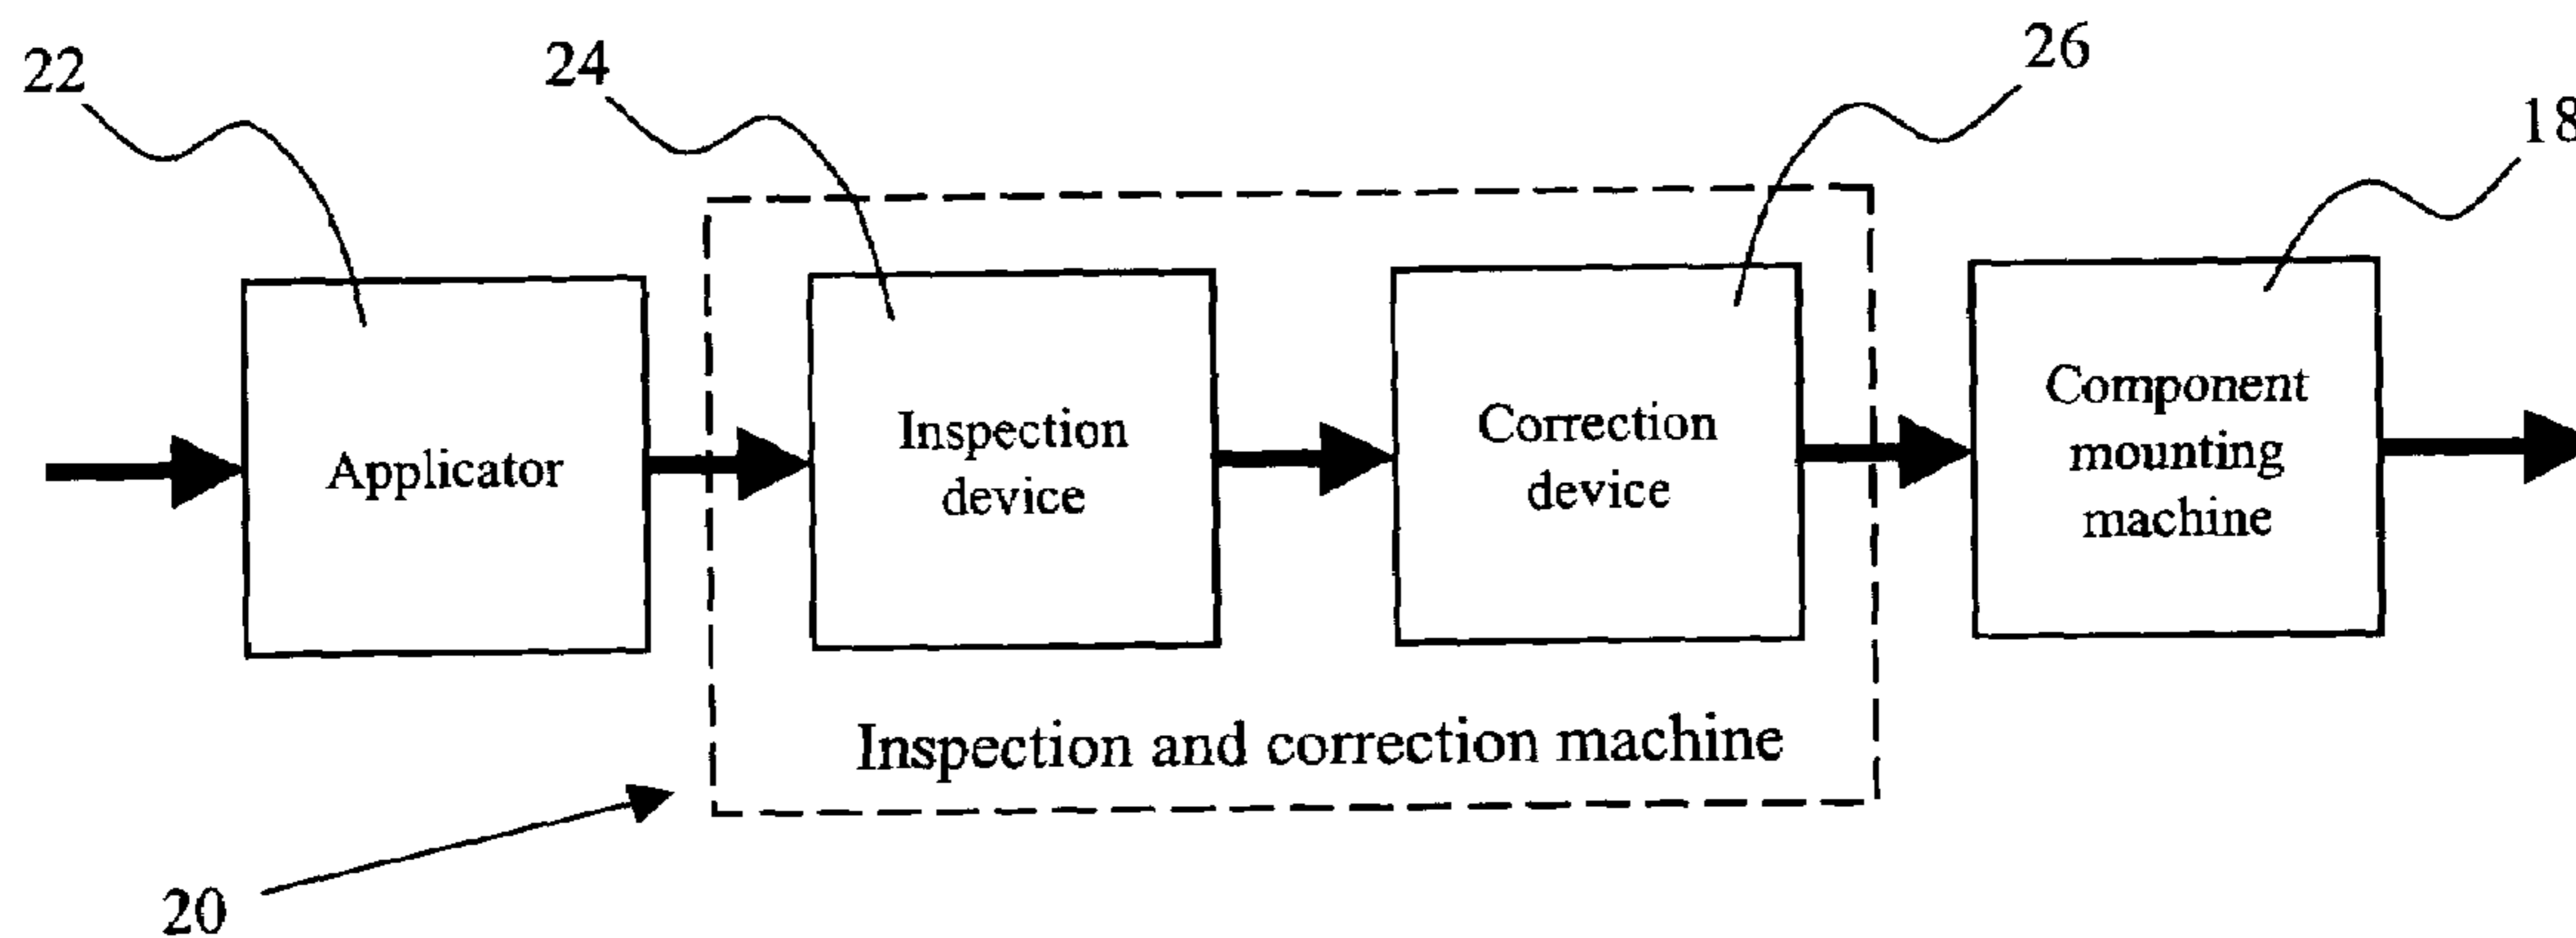 22
24
26
18
Applicator
Inspection
device
Correction
device
Component
mounting
machine
Inspection and correction machine
20